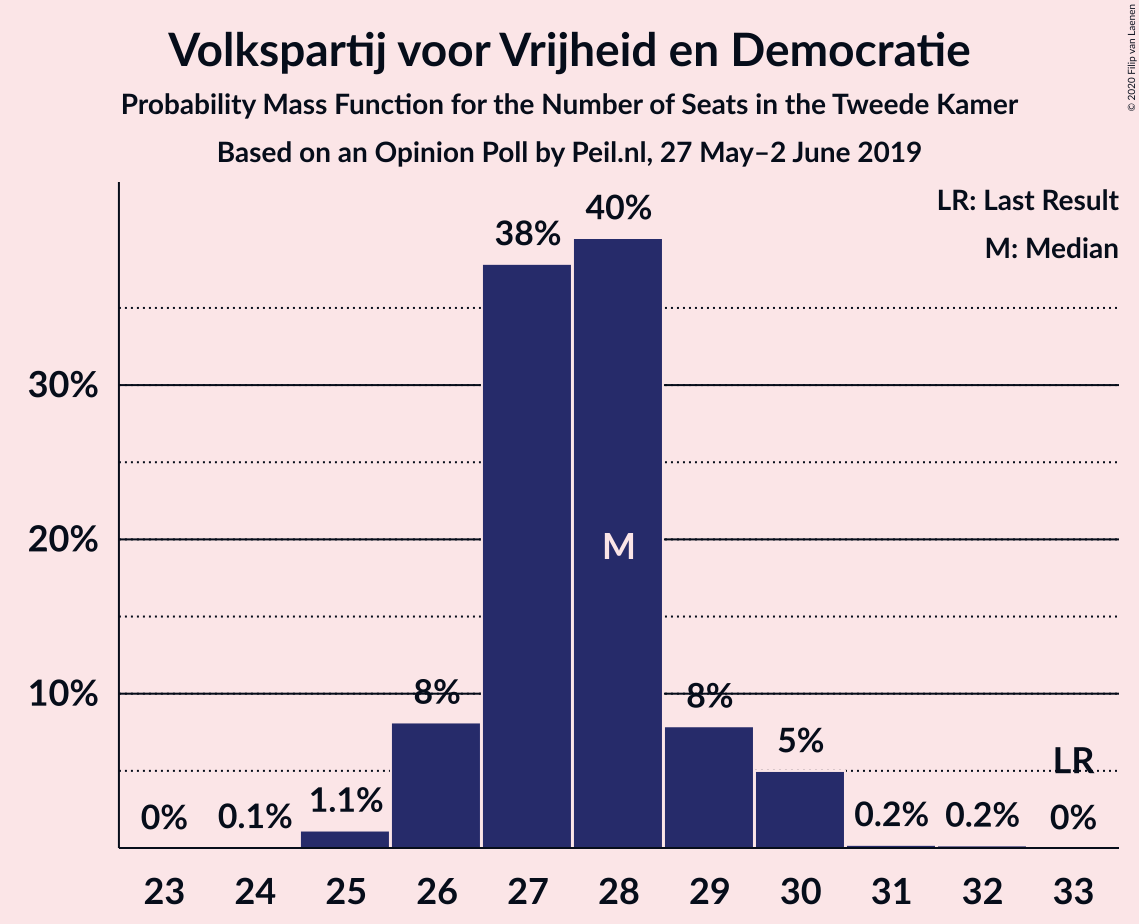 Volkspartij voor Vrijheid en Democratie
Probability Mass Function for the Number of Seats in the Tweede Kamer
Based on an Opinion Poll by Peil.nl, 27 May–2 June 2019
© 2020 Filip van Laenen
LR: Last Result
M: Median
40%
38%
30%
20%
M
10%
8%
8%
5%
LR
0%
0.1%
1.1%
0.2%
0.2%
0%
23 24 25 26 27 28 29 30 31 32 33